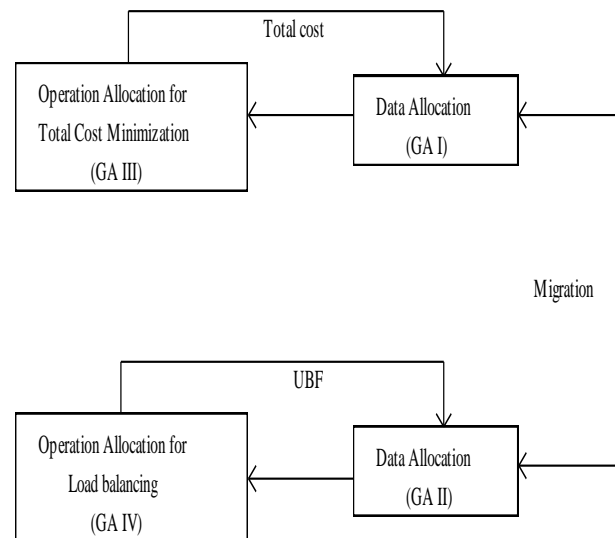 Total cost
Operation Allocation for
Total Cost Minimization
(GA III)
Data Allocation
(GA I)
Migration
UBF
Operation Allocation for
Load balancing
(GA IV)
Data Allocation
(GA II)